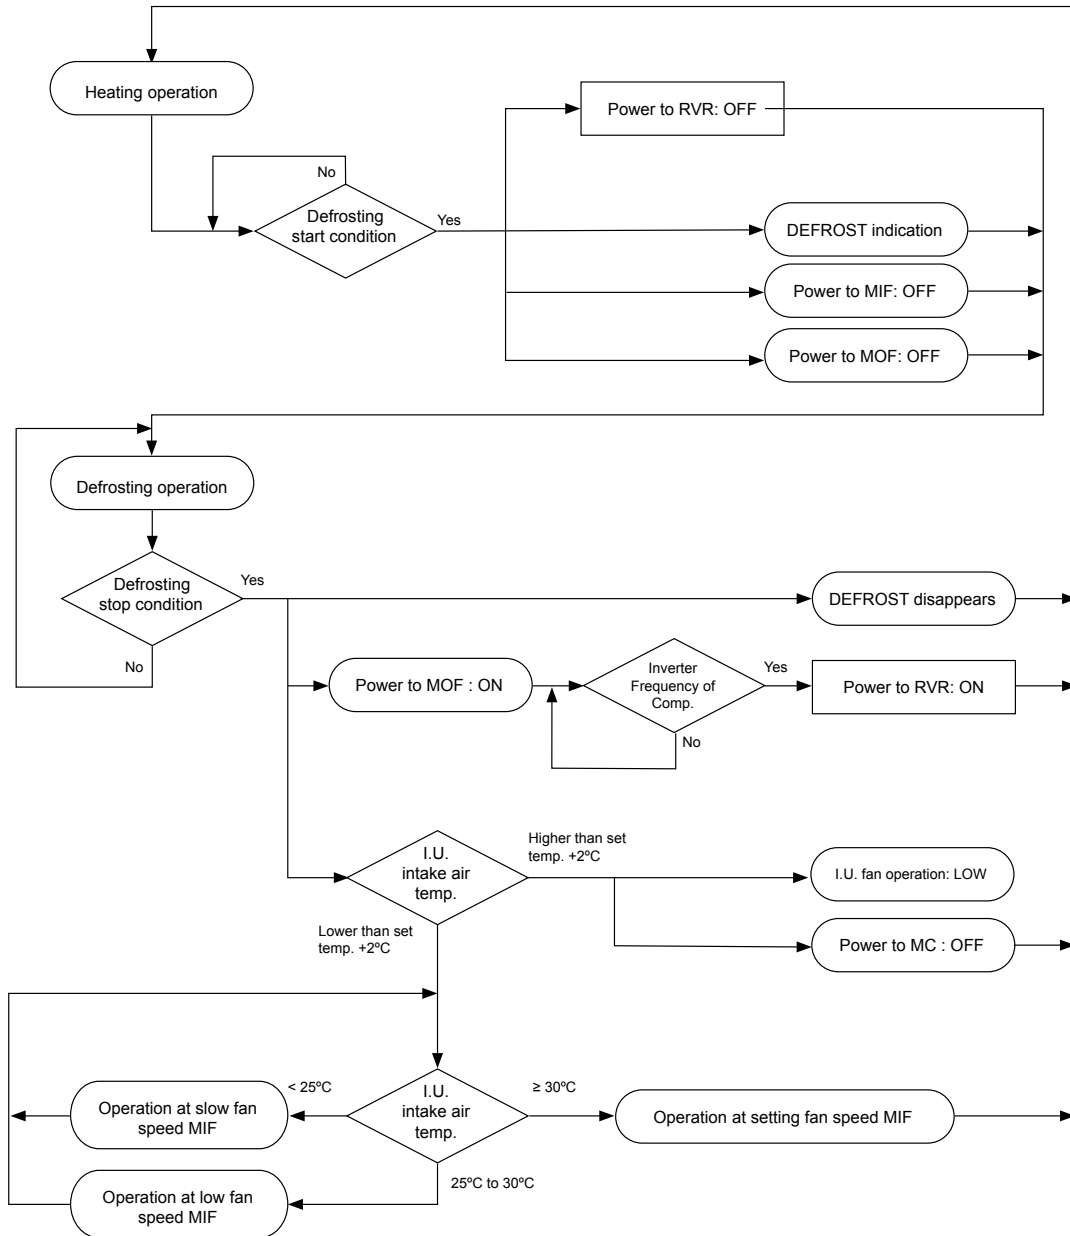 Heating operation
Power to RVR: OFF
No
Defrosting
start condition
Yes
DEFROST indication
Power to MIF: OFF
Power to MOF: OFF
Defrosting operation
Defrosting
stop condition
Yes
No
DEFROST disappears
Power to MOF : ON
Inverter
Frequency of
Comp.
Yes
No
Power to RVR: ON
I.U.
intake air
temp.
Higher than set
temp. +2ºC
I.U. fan operation: LOW
Lower than set
temp. +2ºC
Power to MC : OFF
< 25ºC
I.U.
intake air
temp.
≥ 30ºC
Operation at slow fan
speed MIF
Operation at setting fan speed MIF
25ºC to 30ºC
Operation at low fan
speed MIF